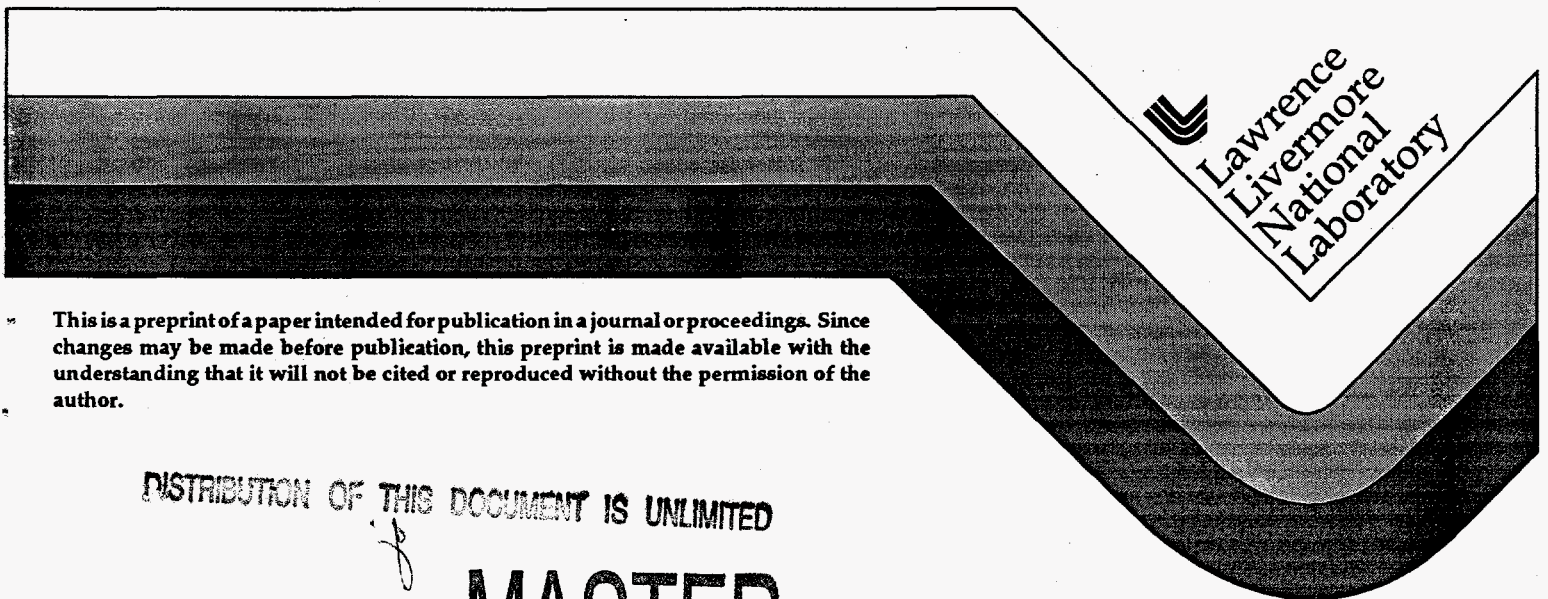 Lawrence
Livermore
National
Laboratory
This is a preprint of a paper intended for publication in a journal or proceedings. Since
changes may be made before publication, this preprint is made available with the
understanding that it will not be cited or reproduced without the permission of the
author.
DISTRIBUTION OF THIS DOCUMENT IS UNLIMITED
MASTER